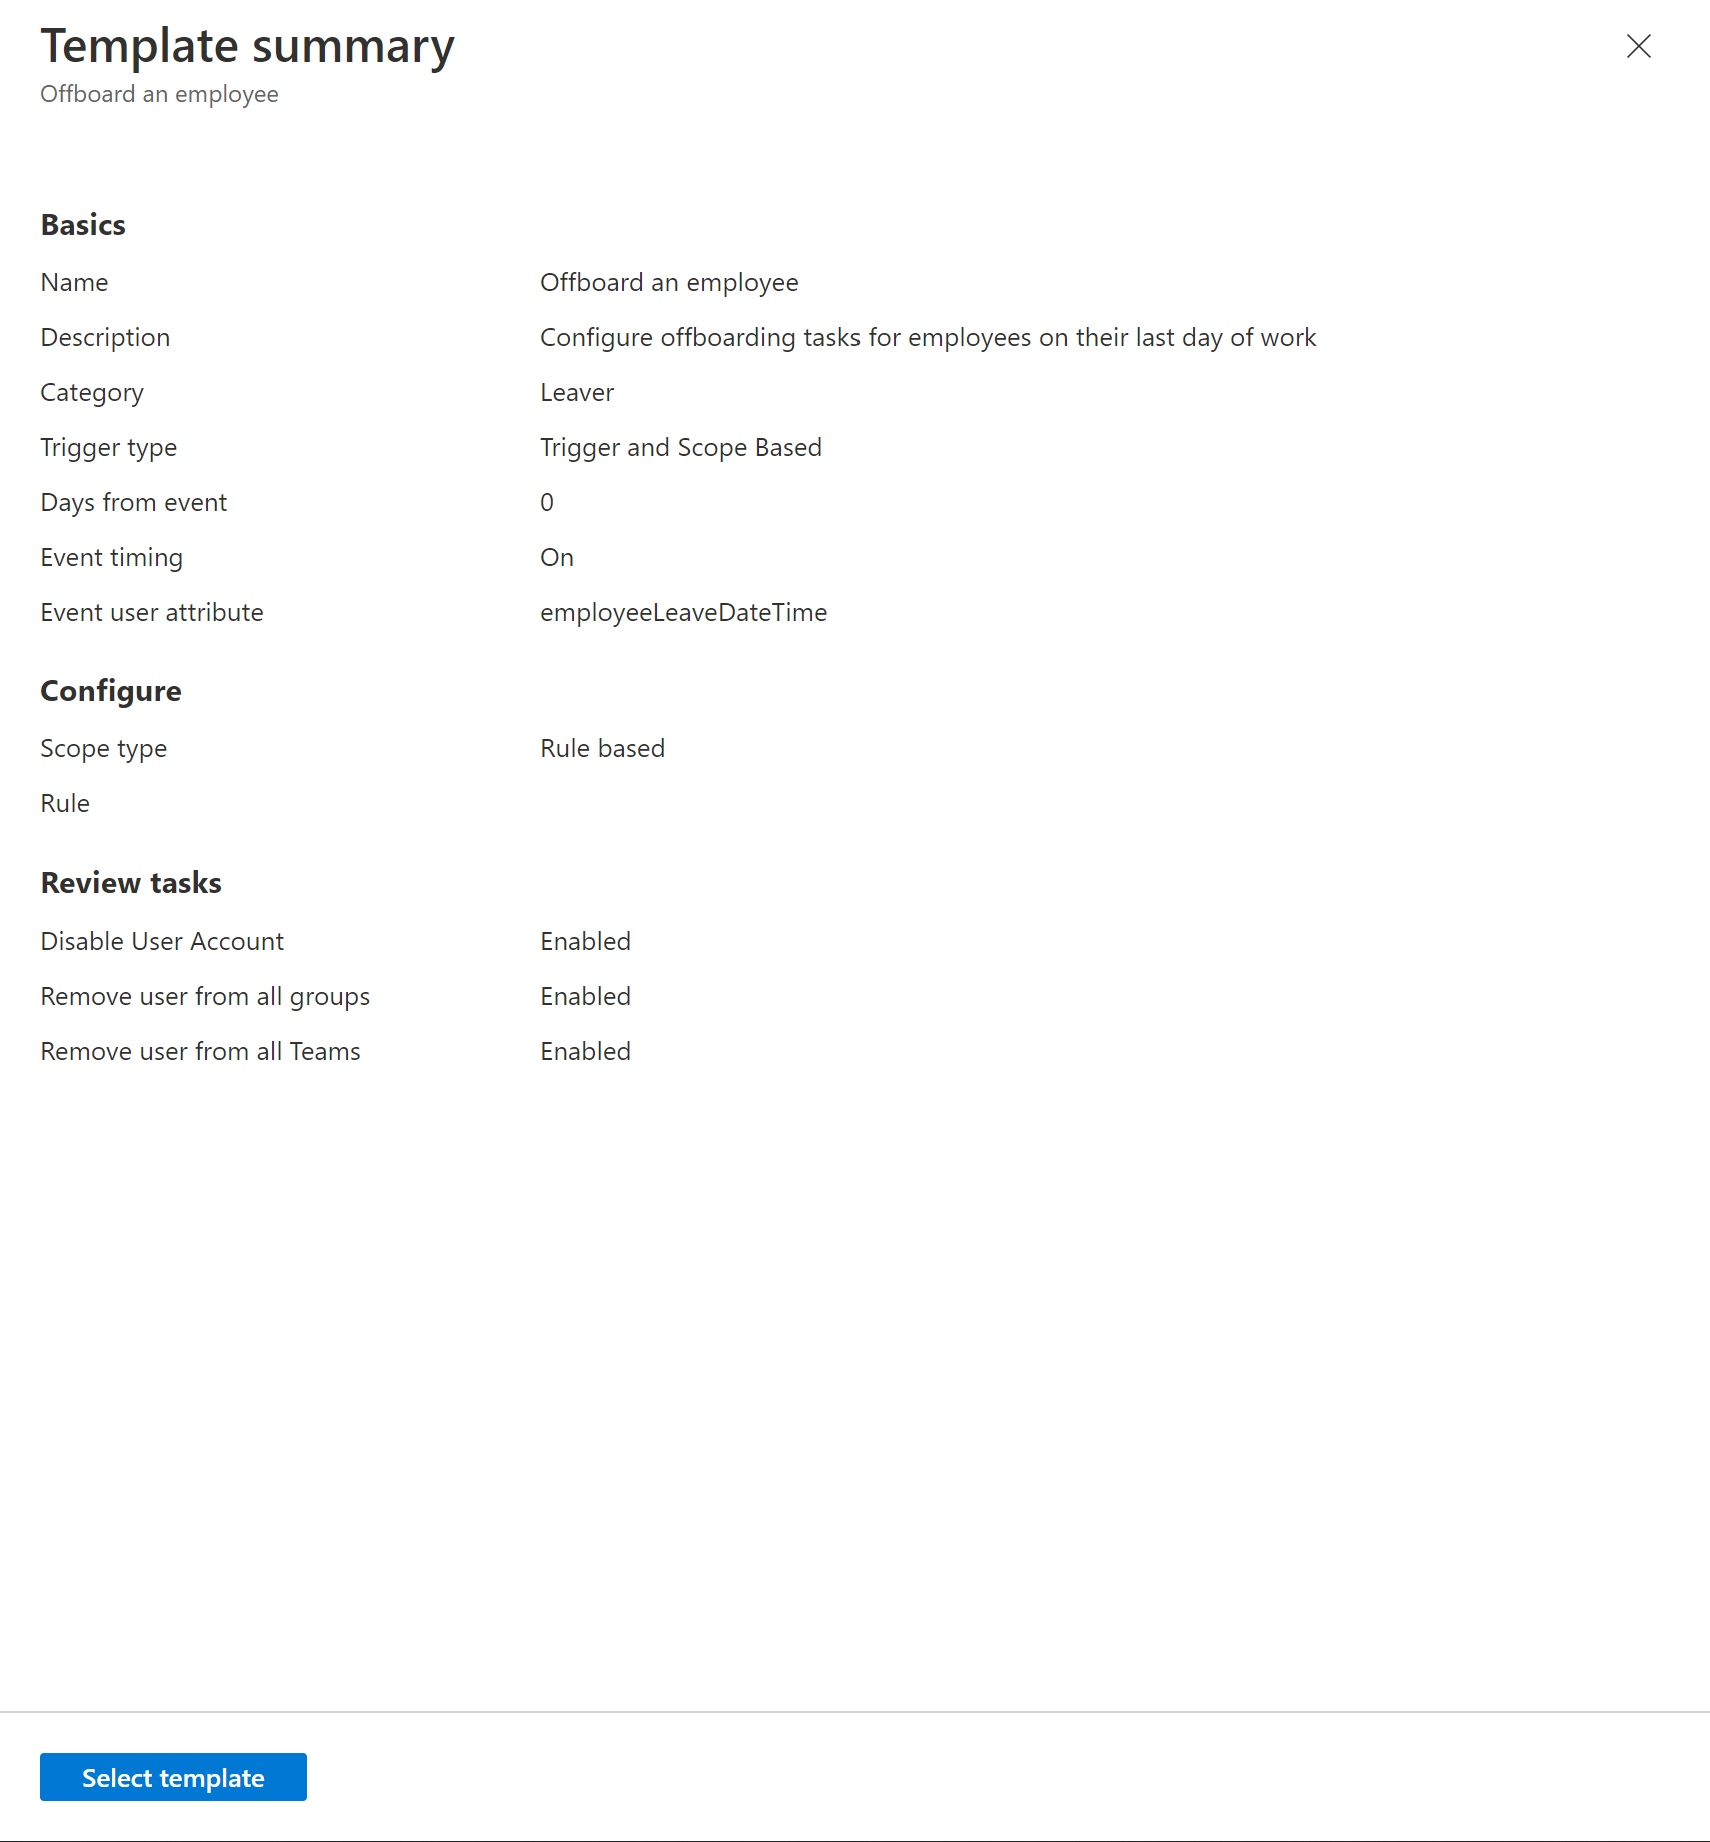 Template summary
Offboard an employee
Basics
Name Offboard an employee
Description Configure offboarding tasks for employees on their last day of work
Category Leaver
Trigger type Trigger and Scope Based
Days from event 0
Event timing On
Event user attribute employeeLeaveDateTime
Configure
Scope type Rule based
Rule
Review tasks
Disable User Account Enabled
Remove user from all groups Enabled
Remove user from all Teams Enabled
Select template